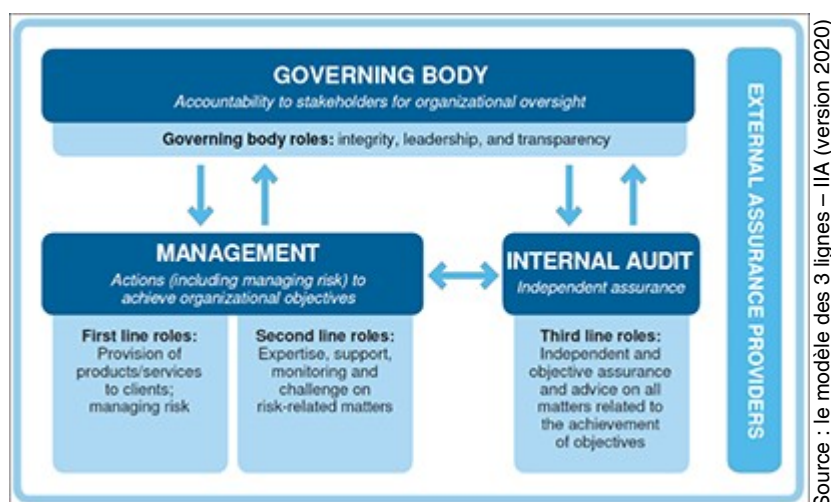 GOVERNING BODY
Accountability to stakeholders for organizational oversight
Governing body roles: integrity, leadership, and transparency
MANAGEMENT
Actions (including managing risk) to
achieve organizational objectives
First line roles:
Provision of
products/services
to clients;
managing risk
Second line roles:
Expertise, support,
monitoring and
challenge on
risk-related matters
INTERNAL AUDIT
Independent assurance
Third line roles:
Independent and
objective assurance
and advice on all
matters related to
the achievement
of objectives
EXTERNAL ASSURANCE PROVIDERS
Source : le modèle des 3 lignes – IIA (version 2020)